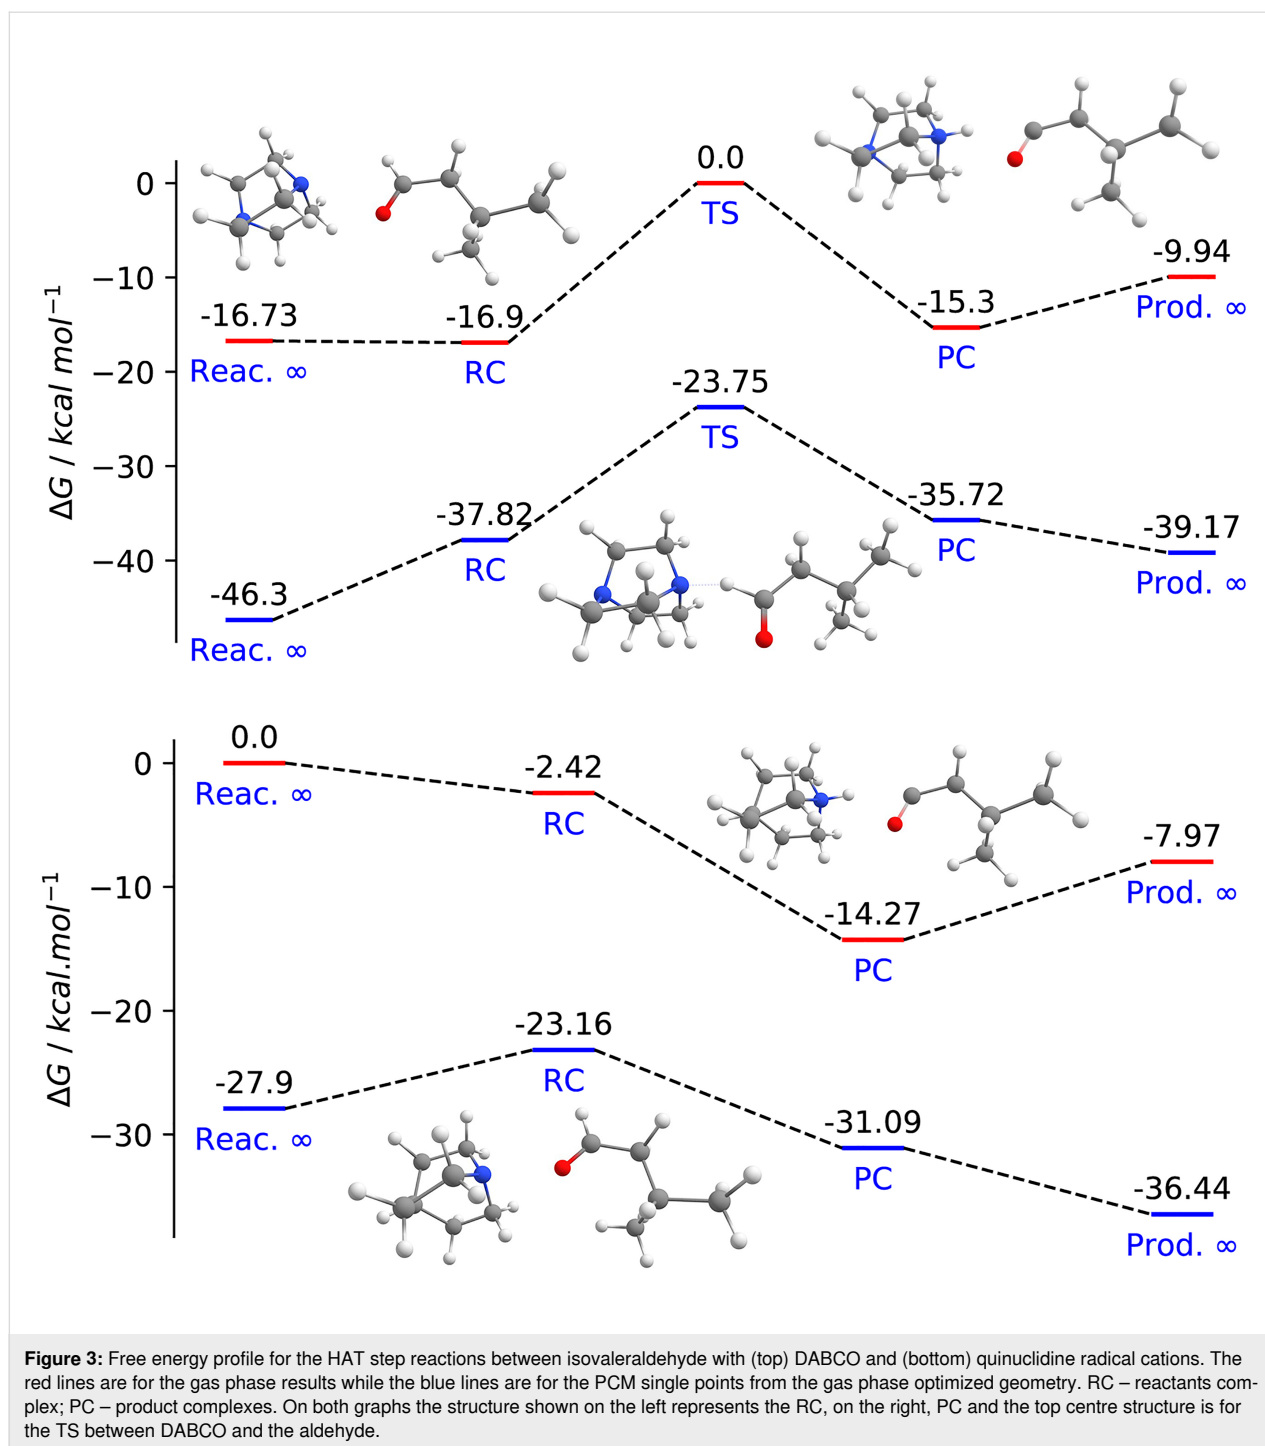 0.0
TS
0
-9.94
-10
-16.73
-16.9
-15.3
Prod. ∞
Reac. ∞
RC
PC
-20
-23.75
TS
ΔG / kcal mol⁻¹
-30
-37.82
-35.72
-39.17
RC
PC
Prod. ∞
-40
-46.3
Reac. ∞
0.0
0
-2.42
Reac. ∞
RC
-7.97
Prod. ∞
-10
-14.27
PC
ΔG / kcal.mol⁻¹
-20
-23.16
RC
-27.9
Reac. ∞
-30
-31.09
PC
-36.44
Prod. ∞
Figure 3: Free energy profile for the HAT step reactions between isovaleraldehyde with (top) DABCO and (bottom) quinuclidine radical cations. The
red lines are for the gas phase results while the blue lines are for the PCM single points from the gas phase optimized geometry. RC – reactants com-
plex; PC – product complexes. On both graphs the structure shown on the left represents the RC, on the right, PC and the top centre structure is for
the TS between DABCO and the aldehyde.